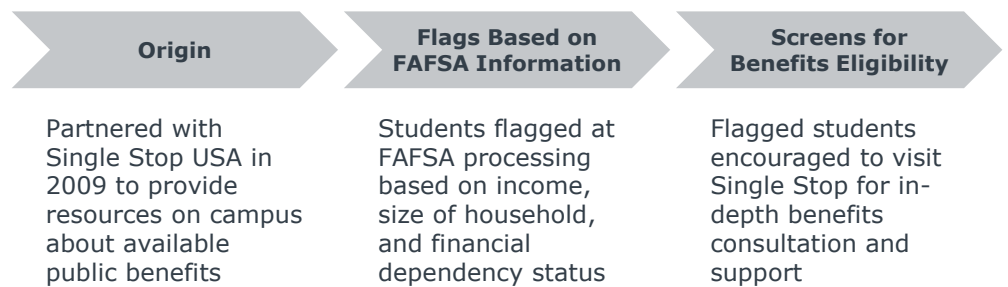 Origin
Flags Based on
FAFSA Information
Screens for
Benefits Eligibility
Partnered with
Single Stop USA in
2009 to provide
resources on campus
about available
public benefits
Students flagged at
FAFSA processing
based on income,
size of household,
and financial
dependency status
Flagged students
encouraged to visit
Single Stop for in-
depth benefits
consultation and
support